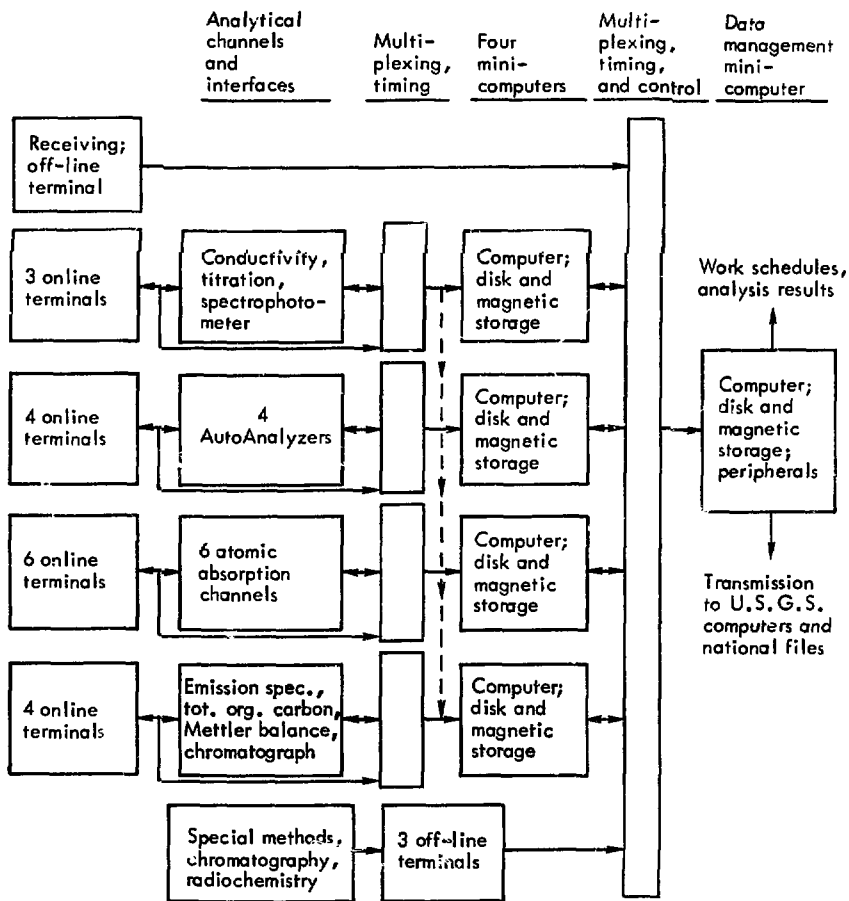 Analytical
channels
and
interfaces
Multi-
plexing,
timing
Four
mini-
computers
Multi-
plexing,
timing,
and control
Data
management
mini-
computer
Receiving;
off-line
terminal
3 online
terminals
Conductivity,
titration,
spectrophoto-
meter
Computer;
disk and
magnetic
storage
Work schedules,
analysis results
4 online
terminals
4
AutoAnalyzers
Computer;
disk and
magnetic
storage
Computer;
disk and
magnetic
storage;
peripherals
6 online
terminals
6 atomic
absorption
channels
Computer;
disk and
magnetic
storage
Transmission
to U.S.G.S.
computers and
national files
4 online
terminals
Emission spec.,
tot. org. carbon,
Mettler balance,
chromatograph
Computer;
disk and
magnetic
storage
Special methods,
chromatography,
radiochemistry
3 off-line
terminals